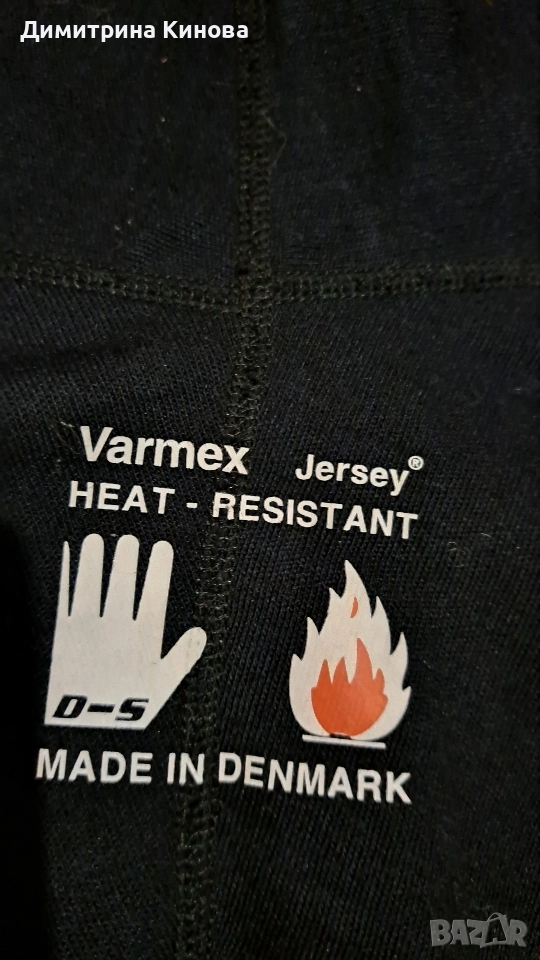 Димитрина Кинова
Varmex Jersey®
HEAT - RESISTANT
D-S
MADE IN DENMARK
BAZAR